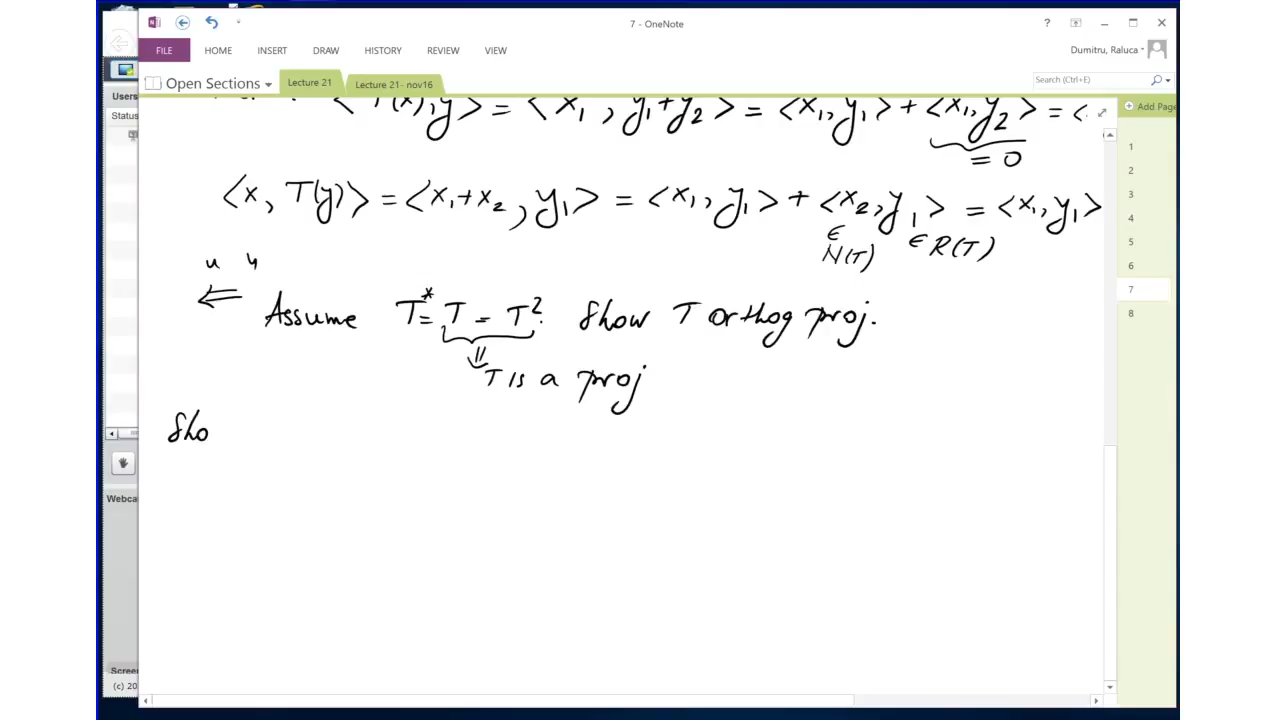 7 - OneNote
FILE HOME INSERT DRAW HISTORY REVIEW VIEW
Dumitru, Raluca
Open Sections Lecture 21 Lecture 21- nov16
Search (Ctrl+E)
Add Page
Users
Status
⟨T(x), y⟩ = ⟨x₁, y₁+y₂⟩ = ⟨x₁, y₁⟩ + ⟨x₁, y₂⟩ = ⟨
= 0
⟨x, T(y)⟩ = ⟨x₁+x₂, y₁⟩ = ⟨x₁, y₁⟩ + ⟨x₂, y₁⟩ = ⟨x₁, y₁⟩
∈ N(T) ∈ R(T)
" ⇐ " Assume T* = T = T². Show T orthog proj.
⇓
T is a proj
Sho
Webca
Screen
(c) 20
1
2
3
4
5
6
7
8